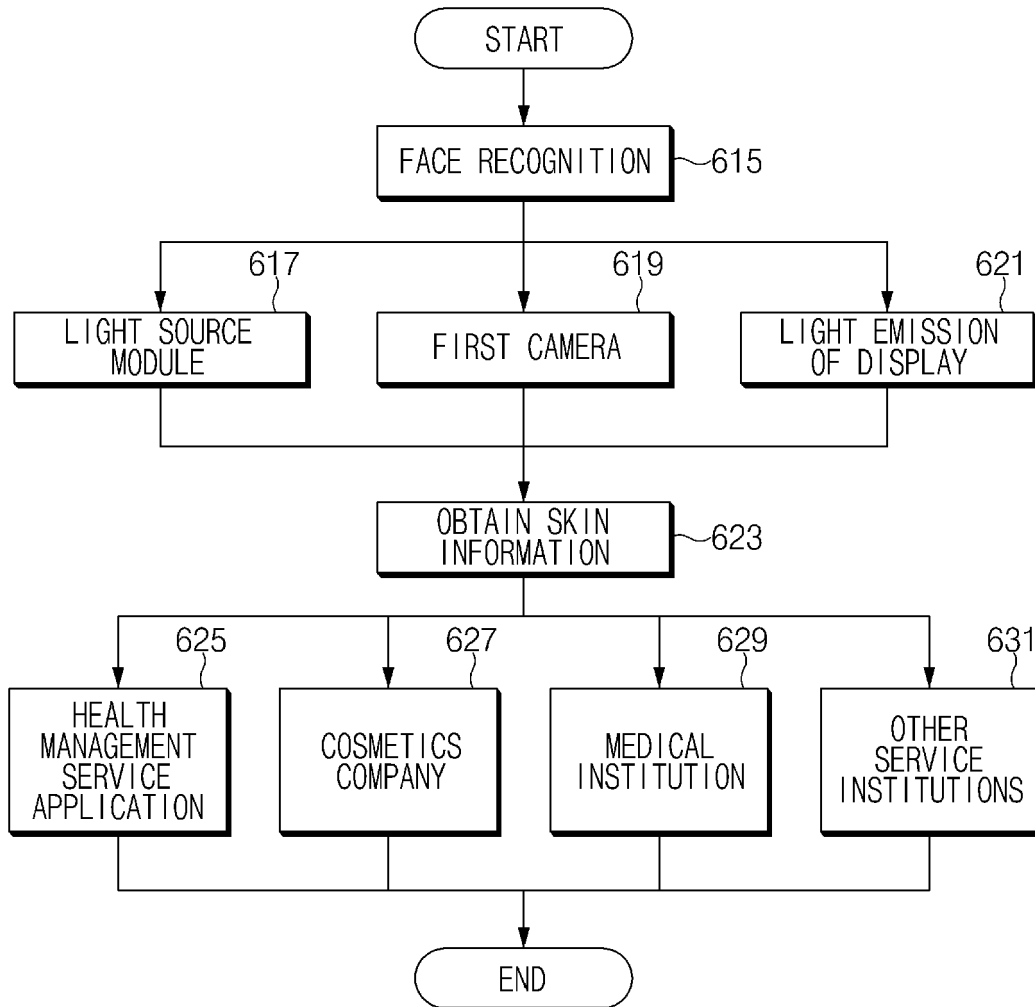 START
FACE RECOGNITION
615
617
619
621
LIGHT SOURCE
MODULE
FIRST CAMERA
LIGHT EMISSION
OF DISPLAY
OBTAIN SKIN
INFORMATION
623
625
627
629
631
HEALTH
MANAGEMENT
SERVICE
APPLICATION
COSMETICS
COMPANY
MEDICAL
INSTITUTION
OTHER
SERVICE
INSTITUTIONS
END